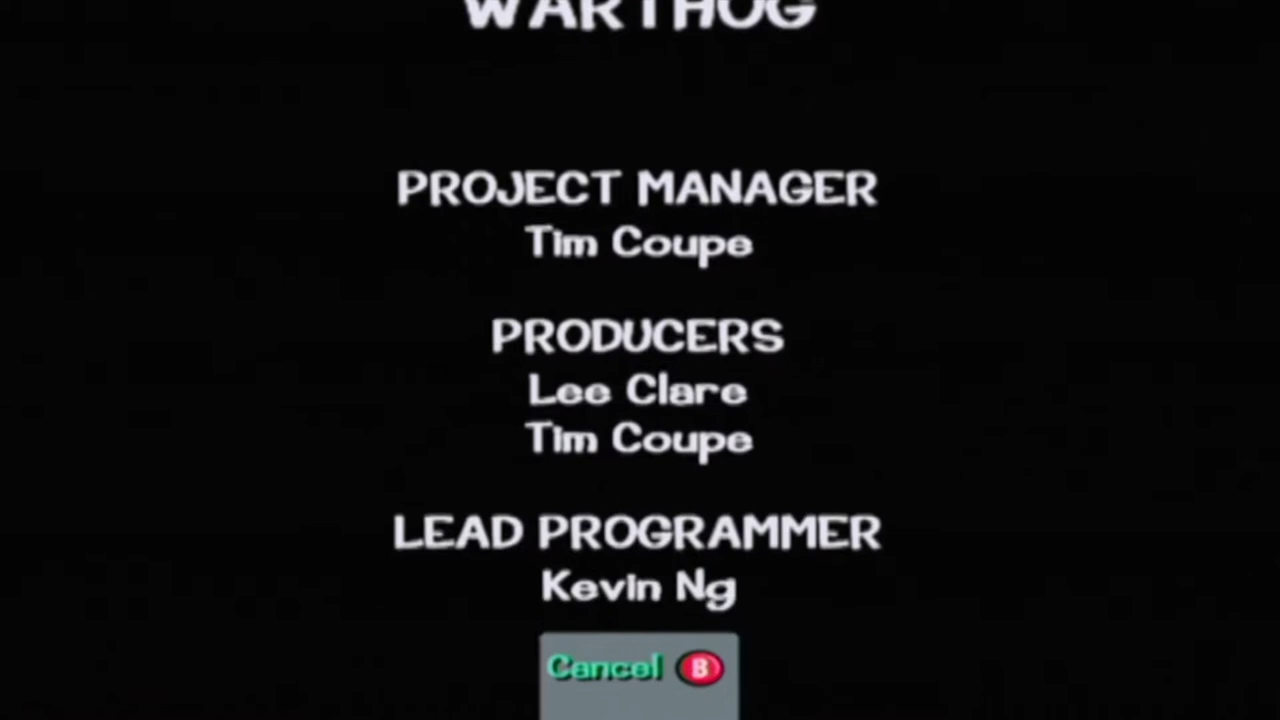 WARTHOG
PROJECT MANAGER
Tim Coupe
PRODUCERS
Lee Clare
Tim Coupe
LEAD PROGRAMMER
Kevin Ng
Cancel B